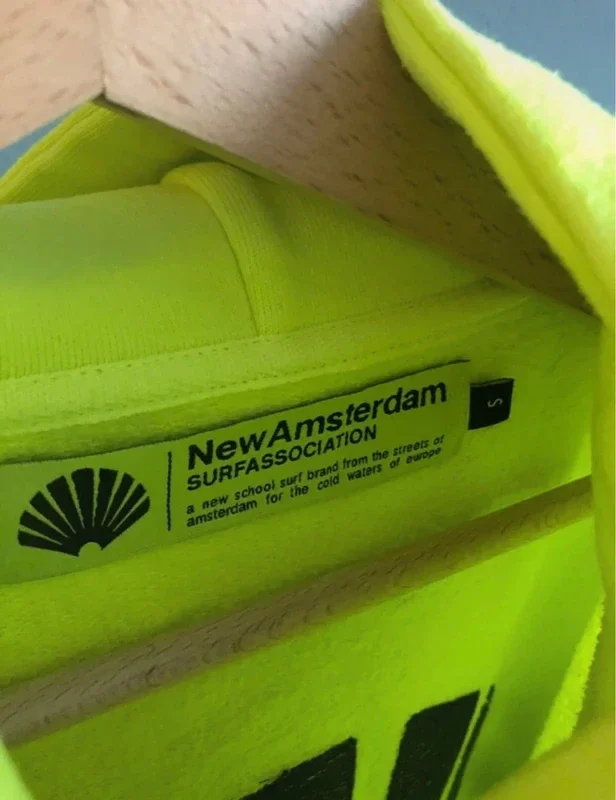 NewAmsterdam
SURFASSOCIATION
a new school surf brand from the streets of
amsterdam for the cold waters of europe
S